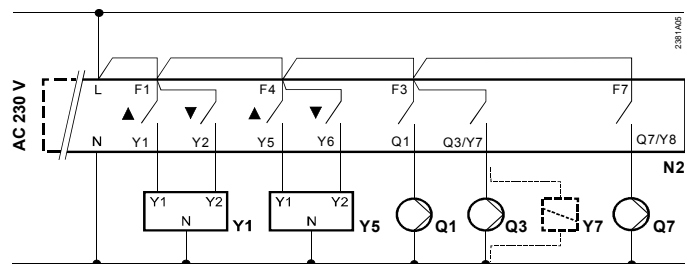 2381A05
AC 230 V
L F1 F4 F3 F7
▲ ▼ ▲ ▼
N Y1 Y2 Y5 Y6 Q1 Q3/Y7 Q7/Y8
N2
Y1 Y2 Y1 Y2
N Y1 N Y5 Q1 Q3 Y7 Q7